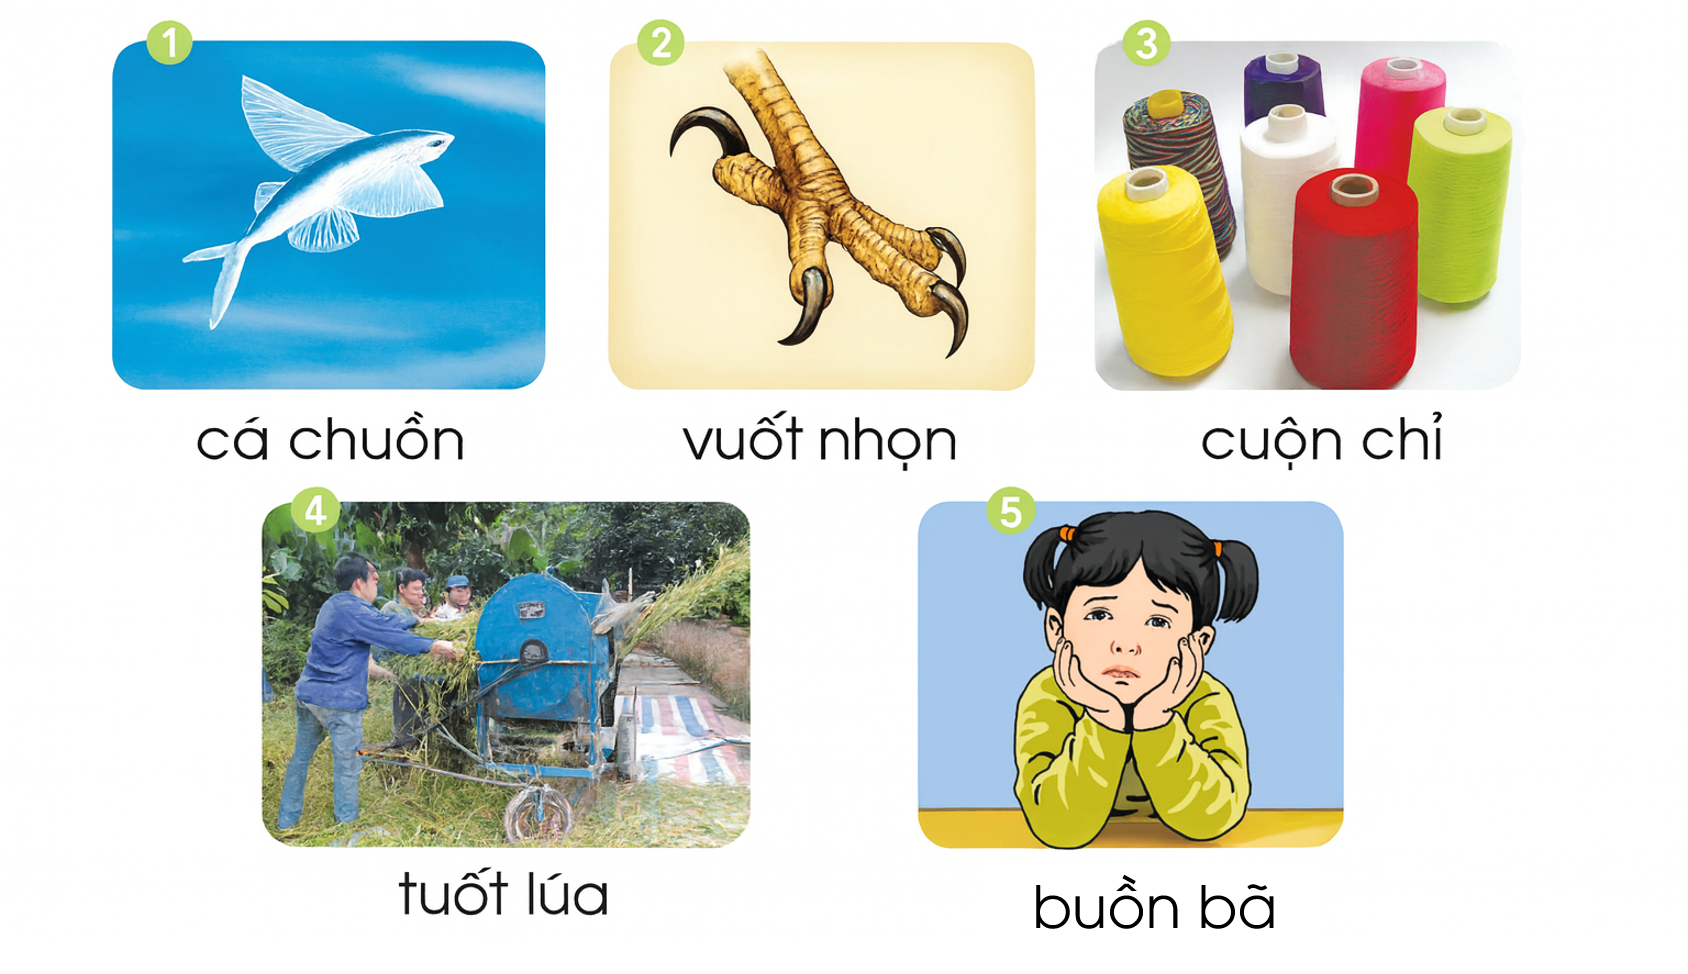 1
2
3
cá chuồn
vuốt nhọn
cuộn chỉ
4
5
tuốt lúa
buồn bã